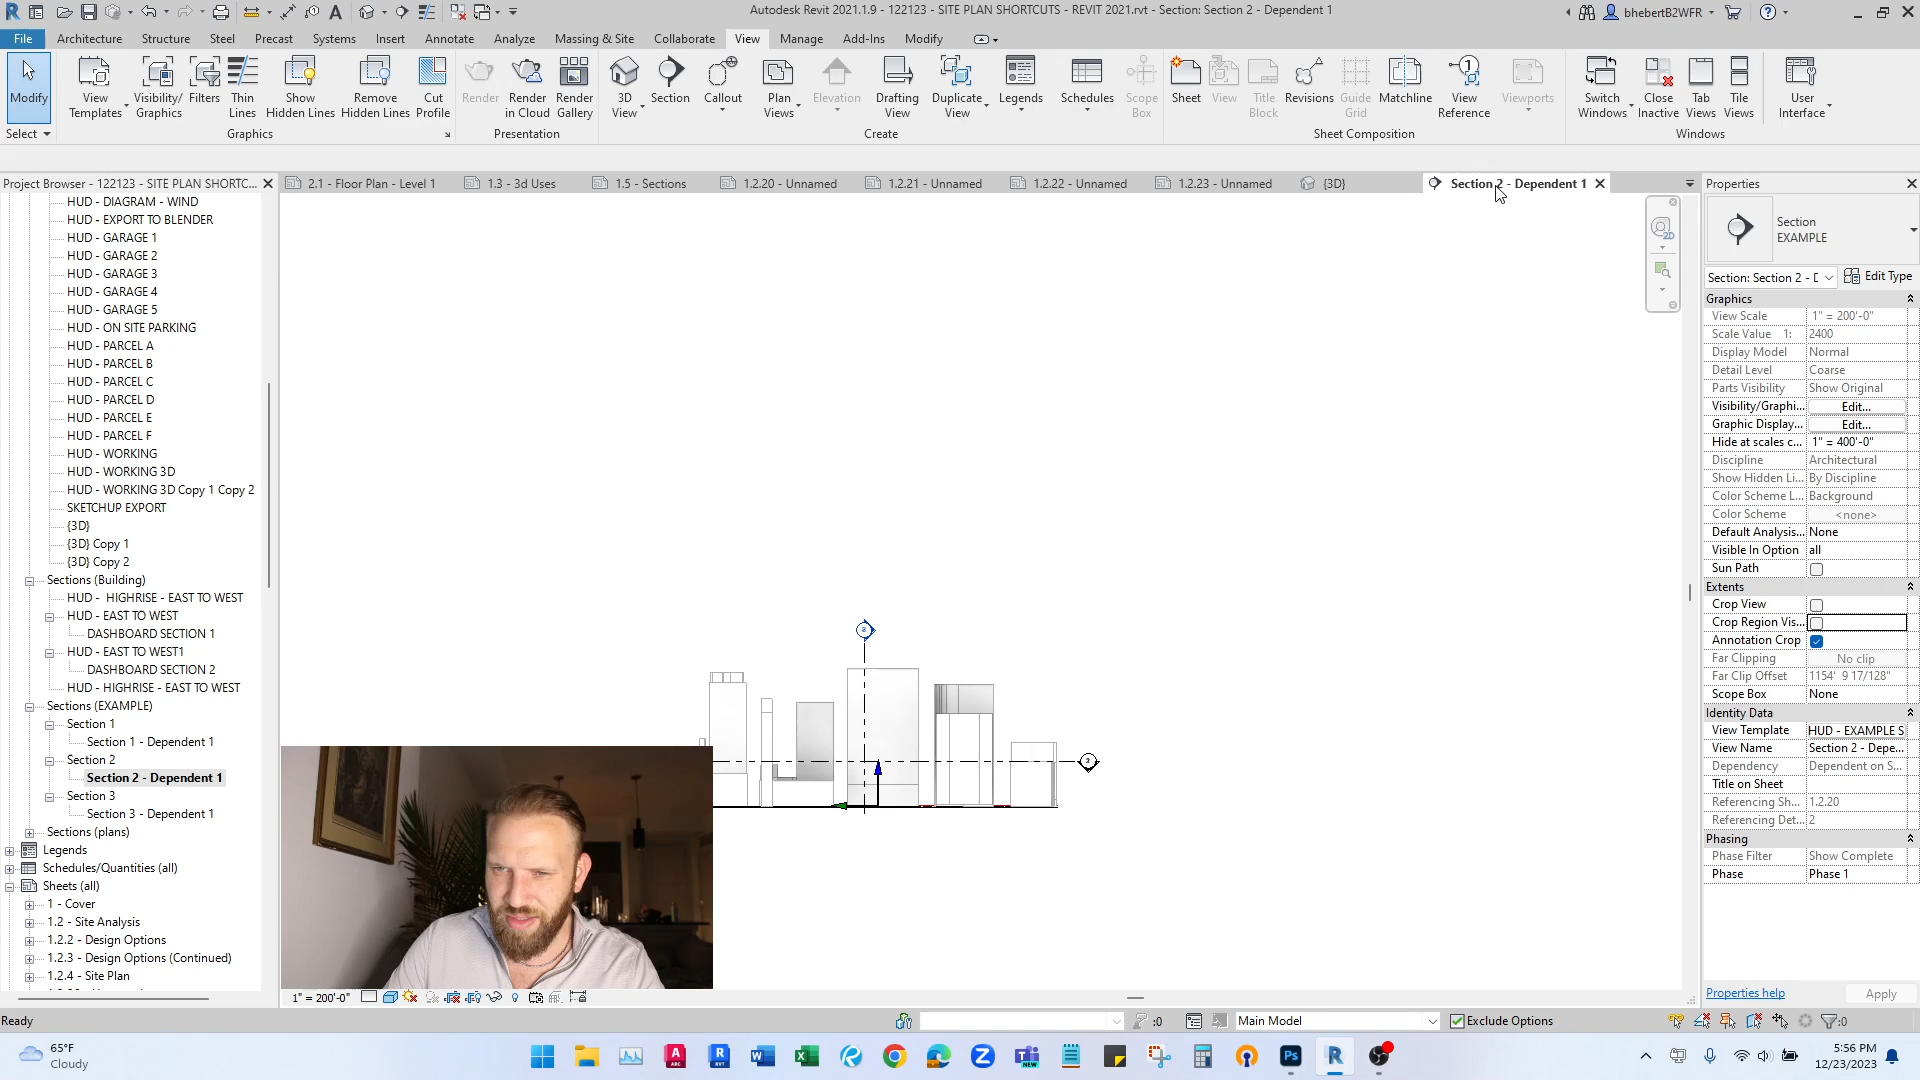 Autodesk Revit 2021.1.9 - 122123 - SITE PLAN SHORTCUTS - REVIT 2021.rvt - Section: Section 2 - Dependent 1
bhebertB2WFR
File Architecture Structure Steel Precast Systems Insert Annotate Analyze Massing & Site Collaborate View Manage Add-Ins Modify
Modify
View Templates
Visibility/ Graphics
Filters
Thin Lines
Show Hidden Lines
Remove Hidden Lines
Cut Profile
Render
Render in Cloud
Render Gallery
3D View
Section
Callout
Plan Views
Elevation
Drafting View
Duplicate View
Legends
Schedules
Scope Box
Sheet
View
Title Block
Revisions
Guide Grid
Matchline
View Reference
Viewports
Switch Windows
Close Inactive
Tab Views
Tile Views
User Interface
Select
Graphics
Presentation
Create
Sheet Composition
Windows
Project Browser - 122123 - SITE PLAN SHORTC...
2.1 - Floor Plan - Level 1
1.3 - 3d Uses
1.5 - Sections
1.2.20 - Unnamed
1.2.21 - Unnamed
1.2.22 - Unnamed
1.2.23 - Unnamed
{3D}
Section 2 - Dependent 1
Properties
HUD - DIAGRAM - WIND
HUD - EXPORT TO BLENDER
HUD - GARAGE 1
HUD - GARAGE 2
HUD - GARAGE 3
HUD - GARAGE 4
HUD - GARAGE 5
HUD - ON SITE PARKING
HUD - PARCEL A
HUD - PARCEL B
HUD - PARCEL C
HUD - PARCEL D
HUD - PARCEL E
HUD - PARCEL F
HUD - WORKING
HUD - WORKING 3D
HUD - WORKING 3D Copy 1 Copy 2
SKETCHUP EXPORT
{3D}
{3D} Copy 1
{3D} Copy 2
Sections (Building)
HUD - HIGHRISE - EAST TO WEST
HUD - EAST TO WEST
DASHBOARD SECTION 1
HUD - EAST TO WEST1
DASHBOARD SECTION 2
HUD - HIGHRISE - EAST TO WEST
Sections (EXAMPLE)
Section 1
Section 1 - Dependent 1
Section 2
Section 2 - Dependent 1
Section 3
Section 3 - Dependent 1
Sections (plans)
Legends
Schedules/Quantities (all)
Sheets (all)
1 - Cover
1.2 - Site Analysis
1.2.2 - Design Options
1.2.3 - Design Options (Continued)
1.2.4 - Site Plan
2D
Section
EXAMPLE
Section: Section 2 - D
Edit Type
Graphics
View Scale 1" = 200'-0"
Scale Value 1: 2400
Display Model Normal
Detail Level Coarse
Parts Visibility Show Original
Visibility/Graphi... Edit...
Graphic Display... Edit...
Hide at scales c... 1" = 400'-0"
Discipline Architectural
Show Hidden Li... By Discipline
Color Scheme L... Background
Color Scheme <none>
Default Analysis... None
Visible In Option all
Sun Path
Extents
Crop View
Crop Region Vis...
Annotation Crop
Far Clipping No clip
Far Clip Offset 1154' 9 17/128"
Scope Box None
Identity Data
View Template HUD - EXAMPLE S
View Name Section 2 - Depe...
Dependency Dependent on S...
Title on Sheet
Referencing Sh... 1.2.20
Referencing Det... 2
Phasing
Phase Filter Show Complete
Phase Phase 1
Properties help
Apply
1" = 200'-0"
Ready
:0
Main Model
Exclude Options
:0
65°F
Cloudy
5:56 PM
12/23/2023